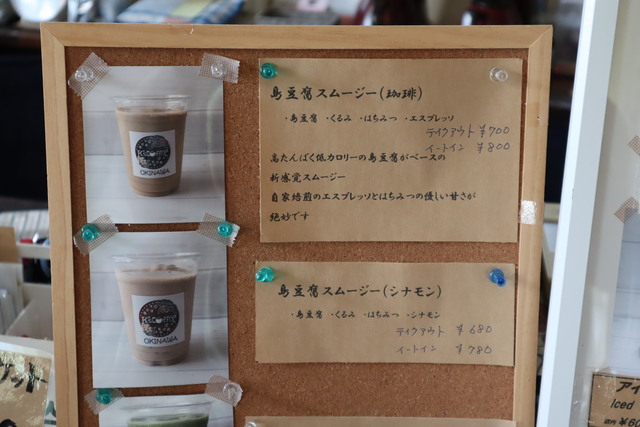 島豆腐スムージー(珈琲)
・島豆腐 ・くるみ ・はちみつ ・エスプレッソ
テイクアウト ¥700
イートイン ¥800
高たんぱく低カロリーの島豆腐がベースの
新感覚スムージー
自家焙煎のエスプレッソとはちみつの優しい甘さが
絶妙です
OKINAWA
島豆腐スムージー(シナモン)
・島豆腐 ・くるみ ・はちみつ ・シナモン
テイクアウト ¥680
イートイン ¥780
OKINAWA
アイ
Iced